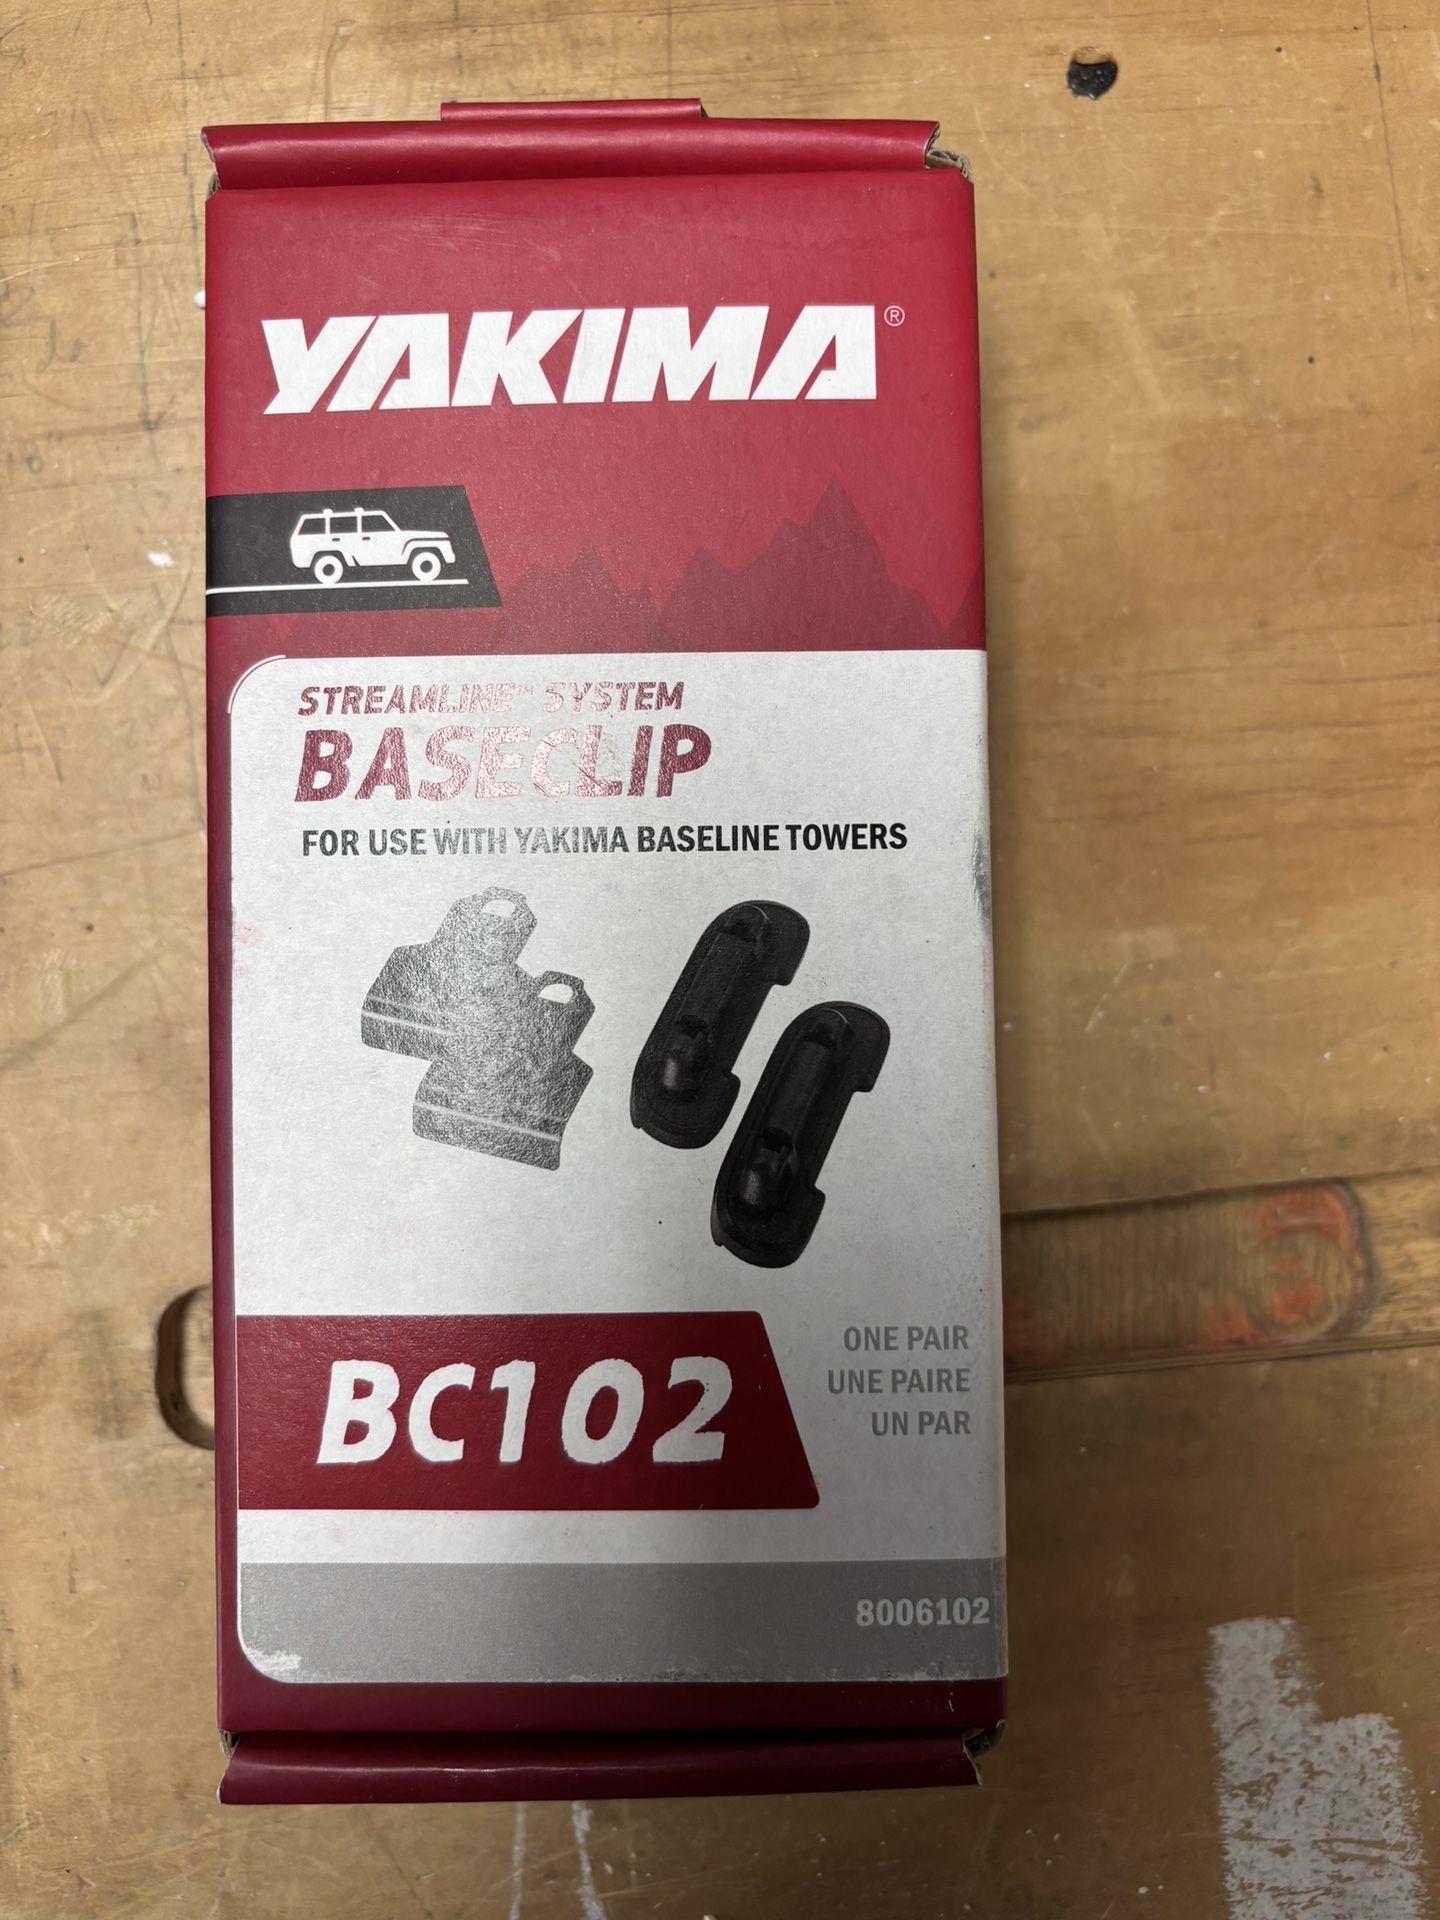 YAKIMA®
STREAMLINE™ SYSTEM
BASECLIP
FOR USE WITH YAKIMA BASELINE TOWERS
BC102
ONE PAIR
UNE PAIRE
UN PAR
8006102